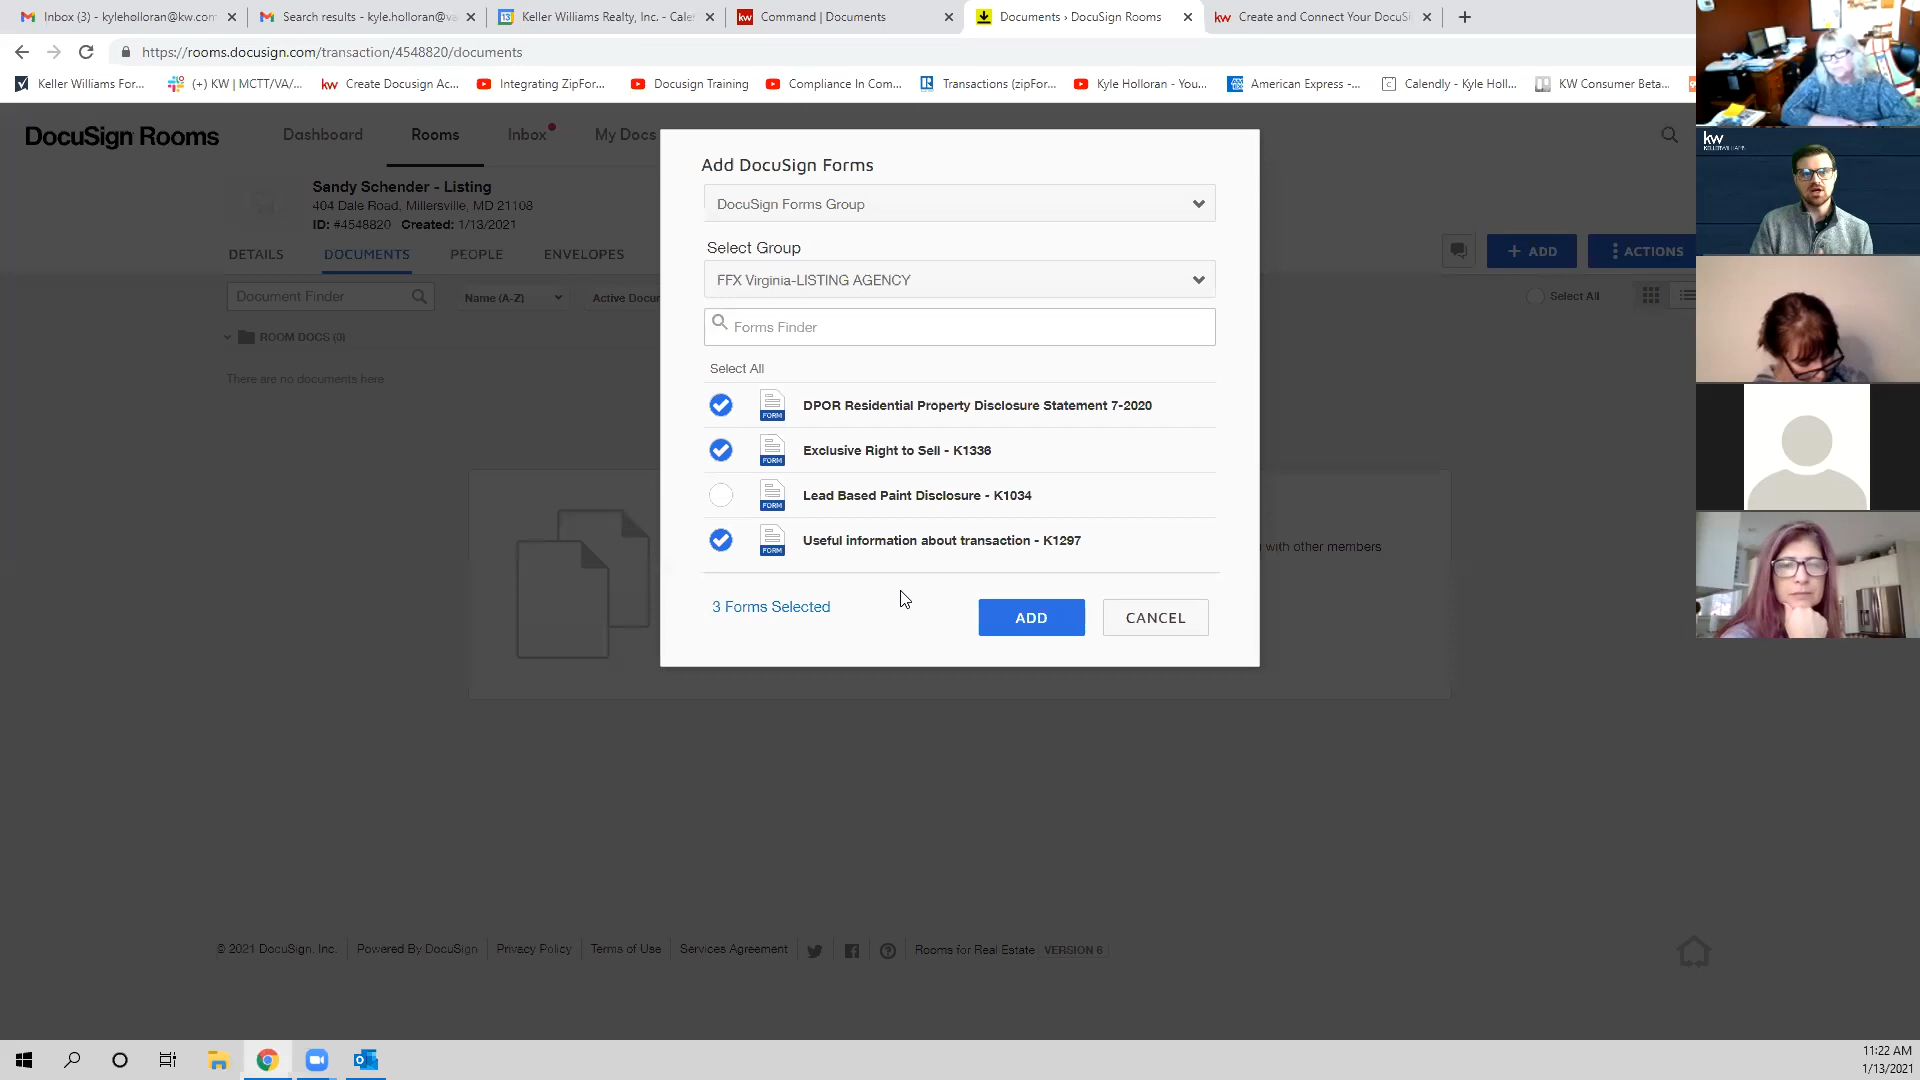 Inbox (3) - kyleholloran@kw.com
Search results - kyle.holloran@va
Keller Williams Realty, Inc. - Cale
Command | Documents
Documents › DocuSign Rooms
Create and Connect Your DocuSi
https://rooms.docusign.com/transaction/4548820/documents
Keller Williams For...
(+) KW | MCTT/VA/...
Create Docusign Ac...
Integrating ZipFor...
Docusign Training
Compliance In Com...
Transactions (zipFor...
Kyle Holloran - You...
American Express -...
Calendly - Kyle Holl...
KW Consumer Beta...
DocuSign Rooms
Dashboard
Rooms
Inbox
My Docs
Sandy Schender - Listing
404 Dale Road, Millersville, MD 21108
ID: #4548820 Created: 1/13/2021
DETAILS
DOCUMENTS
PEOPLE
ENVELOPES
+ ADD
ACTIONS
Document Finder
Name (A-Z)
Active Docum
Select All
ROOM DOCS (0)
There are no documents here
with other members
Add DocuSign Forms
DocuSign Forms Group
Select Group
FFX Virginia-LISTING AGENCY
Forms Finder
Select All
FORM DPOR Residential Property Disclosure Statement 7-2020
FORM Exclusive Right to Sell - K1336
FORM Lead Based Paint Disclosure - K1034
FORM Useful information about transaction - K1297
3 Forms Selected
ADD
CANCEL
© 2021 DocuSign, Inc.
Powered By DocuSign
Privacy Policy
Terms of Use
Services Agreement
Rooms for Real Estate VERSION 6
kw
KELLERWILLIAMS
11:22 AM
1/13/2021